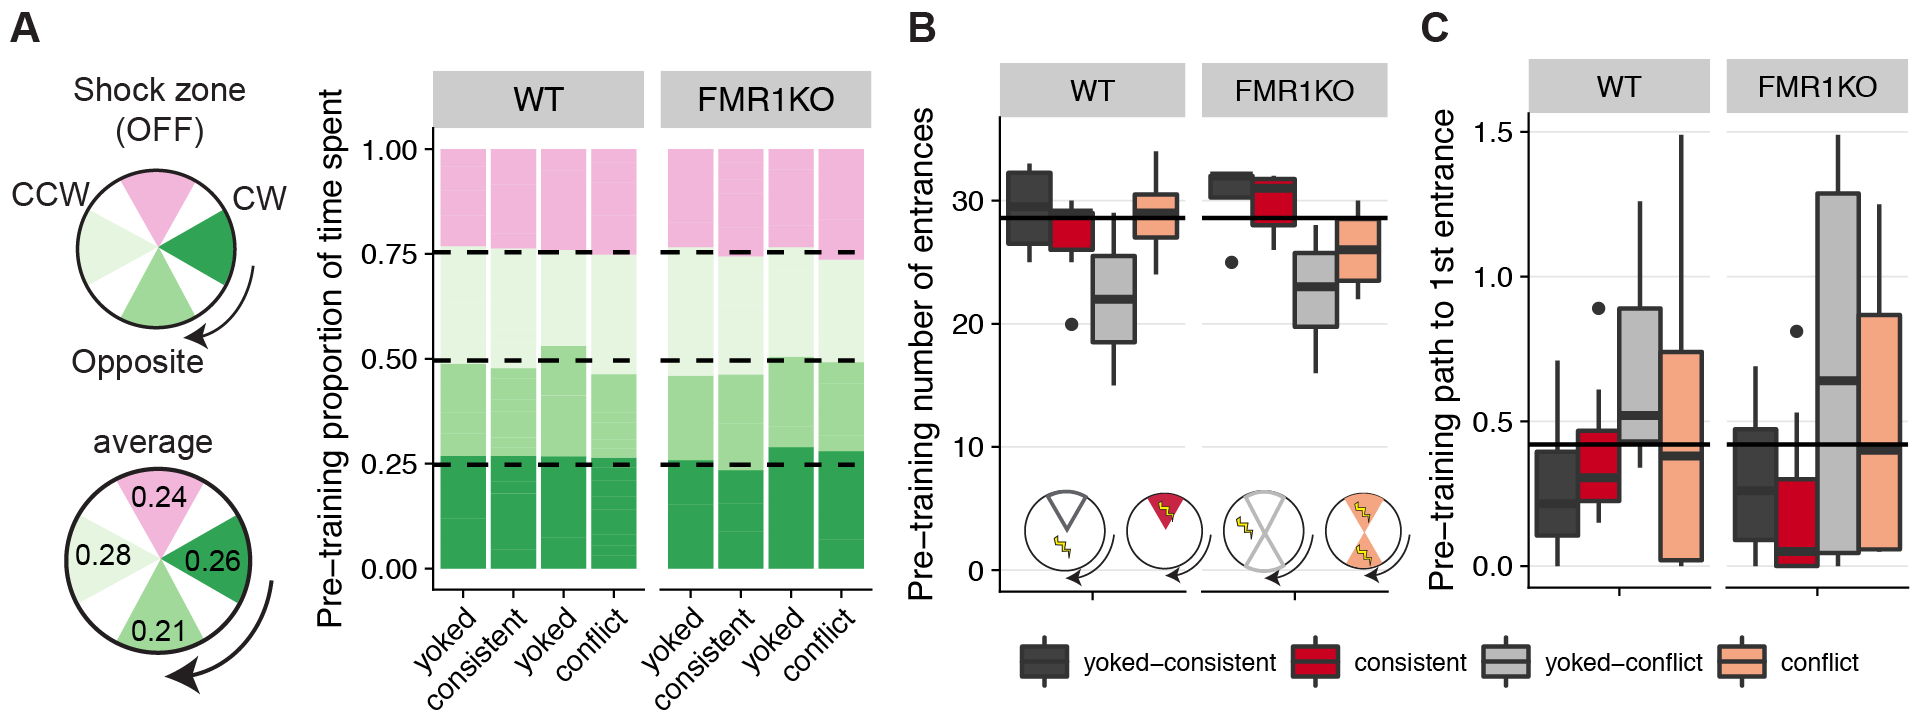 A
Shock zone
(OFF)
CCW
CW
Opposite
average
0.24
0.28
0.26
0.21
Pre-training proportion of time spent
WT
FMR1KO
1.00
0.75
0.50
0.25
0.00
yoked
consistent
yoked
conflict
yoked
consistent
yoked
conflict
B
Pre-training number of entrances
WT
FMR1KO
30
20
10
0
C
Pre-training path to 1st entrance
WT
FMR1KO
1.5
1.0
0.5
0.0
yoked-consistent
consistent
yoked-conflict
conflict